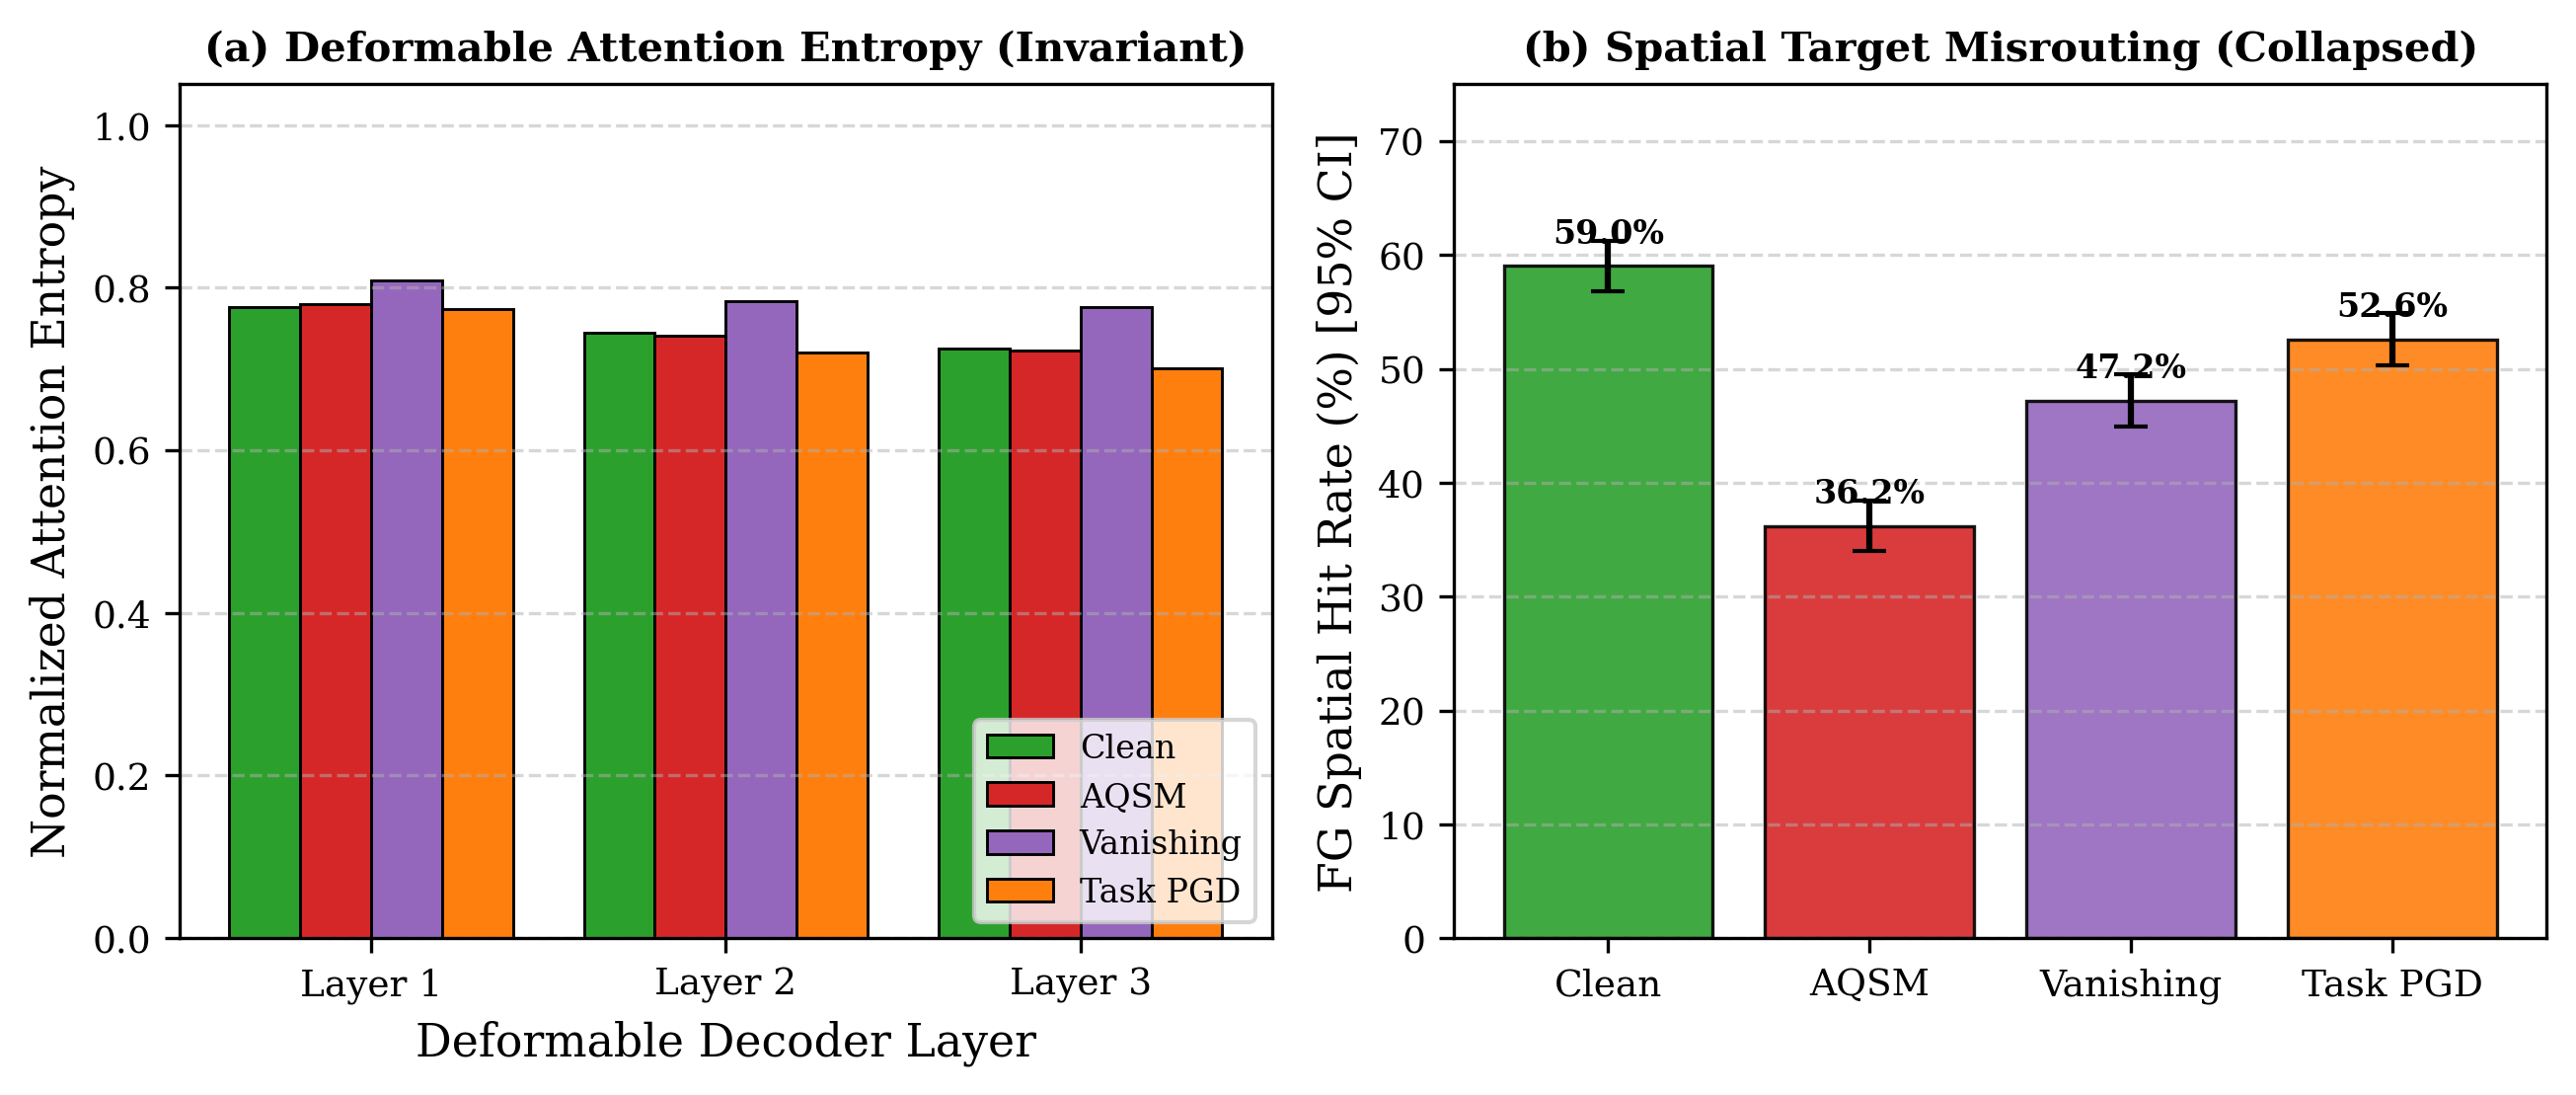 (a) Deformable Attention Entropy (Invariant)
Normalized Attention Entropy
1.0
0.8
0.6
0.4
0.2
0.0
Clean
AQSM
Vanishing
Task PGD
Layer 1
Layer 2
Layer 3
Deformable Decoder Layer
(b) Spatial Target Misrouting (Collapsed)
FG Spatial Hit Rate (%) [95% CI]
70
60
50
40
30
20
10
0
59.0%
36.2%
47.2%
52.6%
Clean
AQSM
Vanishing
Task PGD